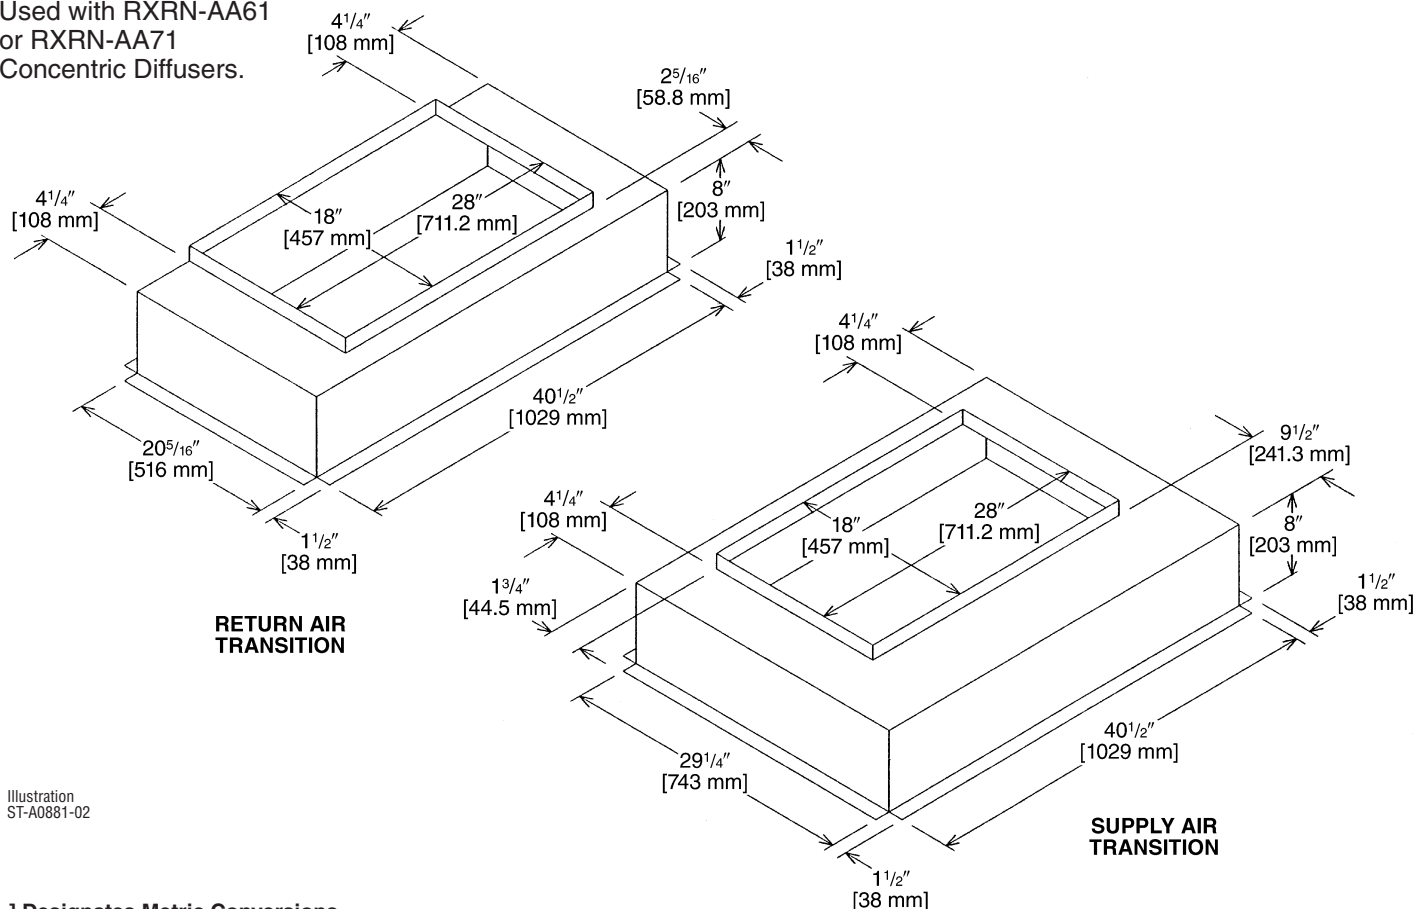 Used with RXRN-AA61
or RXRN-AA71
Concentric Diffusers.
4 1/4″
[108 mm]
2 5/16″
[58.8 mm]
4 1/4″
[108 mm]
18″
[457 mm]
28″
[711.2 mm]
8″
[203 mm]
1 1/2″
[38 mm]
40 1/2″
[1029 mm]
20 5/16″
[516 mm]
1 1/2″
[38 mm]
RETURN AIR
TRANSITION
4 1/4″
[108 mm]
9 1/2″
[241.3 mm]
4 1/4″
[108 mm]
18″
[457 mm]
28″
[711.2 mm]
8″
[203 mm]
1 3/4″
[44.5 mm]
1 1/2″
[38 mm]
40 1/2″
[1029 mm]
29 1/4″
[743 mm]
1 1/2″
[38 mm]
SUPPLY AIR
TRANSITION
Illustration
ST-A0881-02
] Designates Metric Conversions